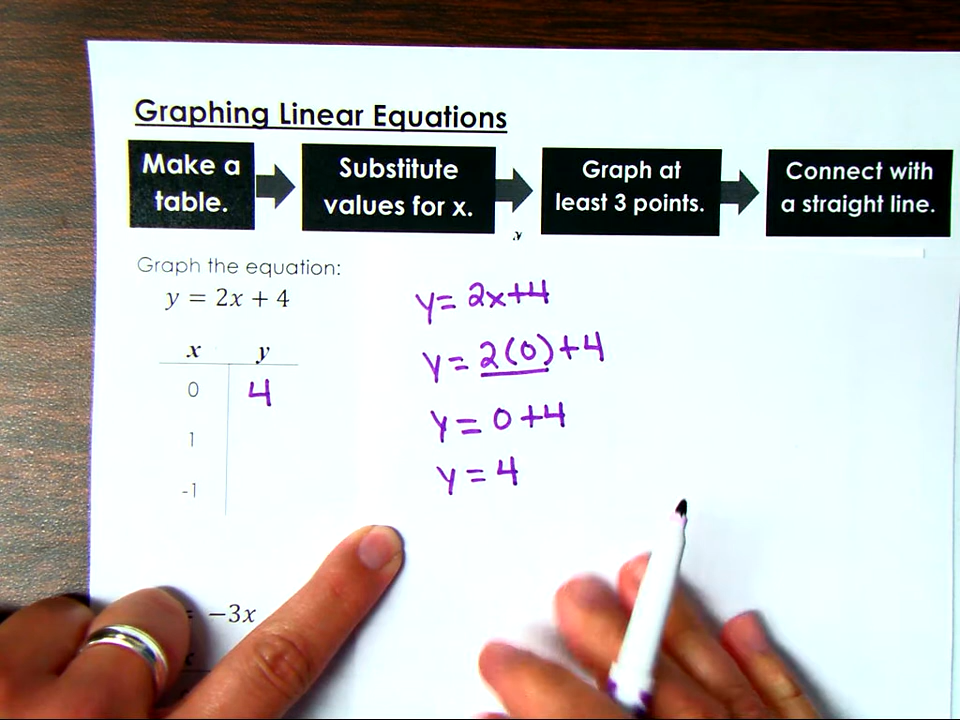 Graphing Linear Equations
Make a table.
Substitute values for x.
Graph at least 3 points.
Connect with a straight line.
y
Graph the equation:
y = 2x + 4
x y
0 4
1
-1
y = 2x+4
y = 2(0)+4
y = 0+4
y = 4
= −3x
x